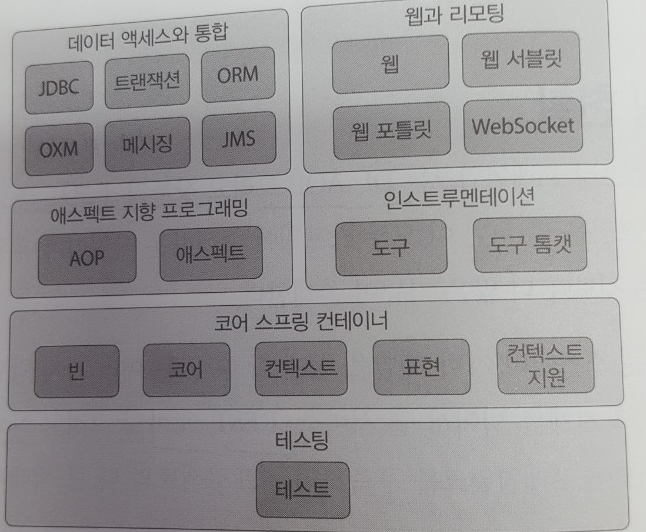 데이터 액세스와 통합
JDBC
트랜잭션
ORM
OXM
메시징
JMS
웹과 리모팅
웹
웹 서블릿
웹 포틀릿
WebSocket
애스펙트 지향 프로그래밍
AOP
애스펙트
인스트루멘테이션
도구
도구 톰캣
코어 스프링 컨테이너
빈
코어
컨텍스트
표현
컨텍스트
지원
테스팅
테스트